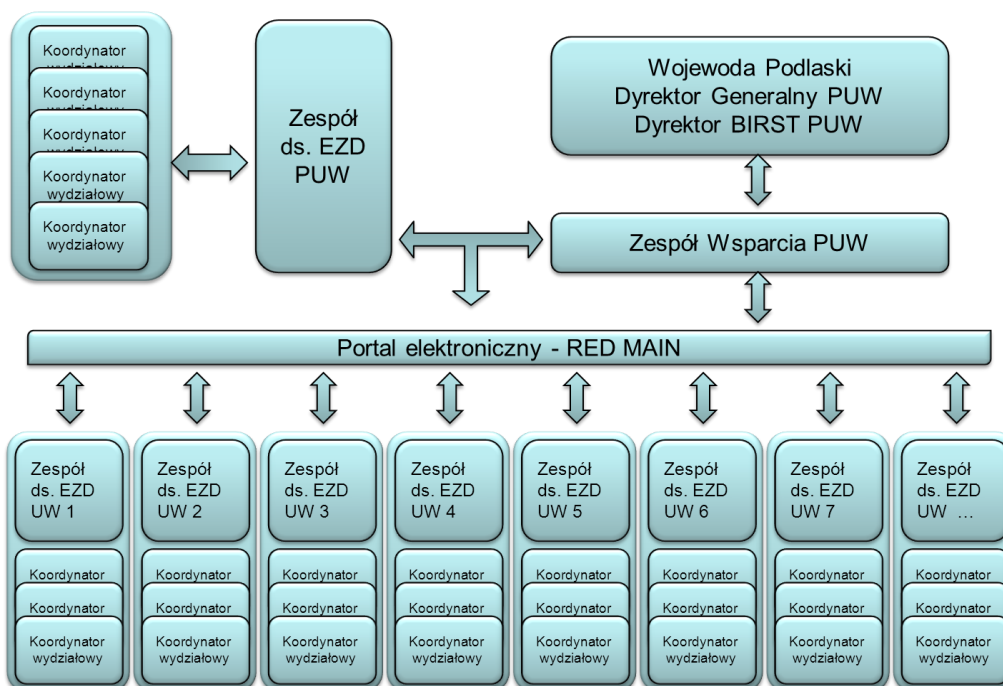 Koordynator
wydziałowy
Koordynator
wydziałowy
Koordynator
wydziałowy
Koordynator
wydziałowy
Koordynator
wydziałowy
Zespół
ds. EZD
PUW
Wojewoda Podlaski
Dyrektor Generalny PUW
Dyrektor BIRST PUW
Zespół Wsparcia PUW
Portal elektroniczny - RED MAIN
Zespół
ds. EZD
UW 1
Zespół
ds. EZD
UW 2
Zespół
ds. EZD
UW 3
Zespół
ds. EZD
UW 4
Zespół
ds. EZD
UW 5
Zespół
ds. EZD
UW 6
Zespół
ds. EZD
UW 7
Zespół
ds. EZD
UW ...
Koordynator
Koordynator
Koordynator
wydziałowy
Koordynator
Koordynator
Koordynator
wydziałowy
Koordynator
Koordynator
Koordynator
wydziałowy
Koordynator
Koordynator
Koordynator
wydziałowy
Koordynator
Koordynator
Koordynator
wydziałowy
Koordynator
Koordynator
Koordynator
wydziałowy
Koordynator
Koordynator
Koordynator
wydziałowy
Koordynator
Koordynator
Koordynator
wydziałowy